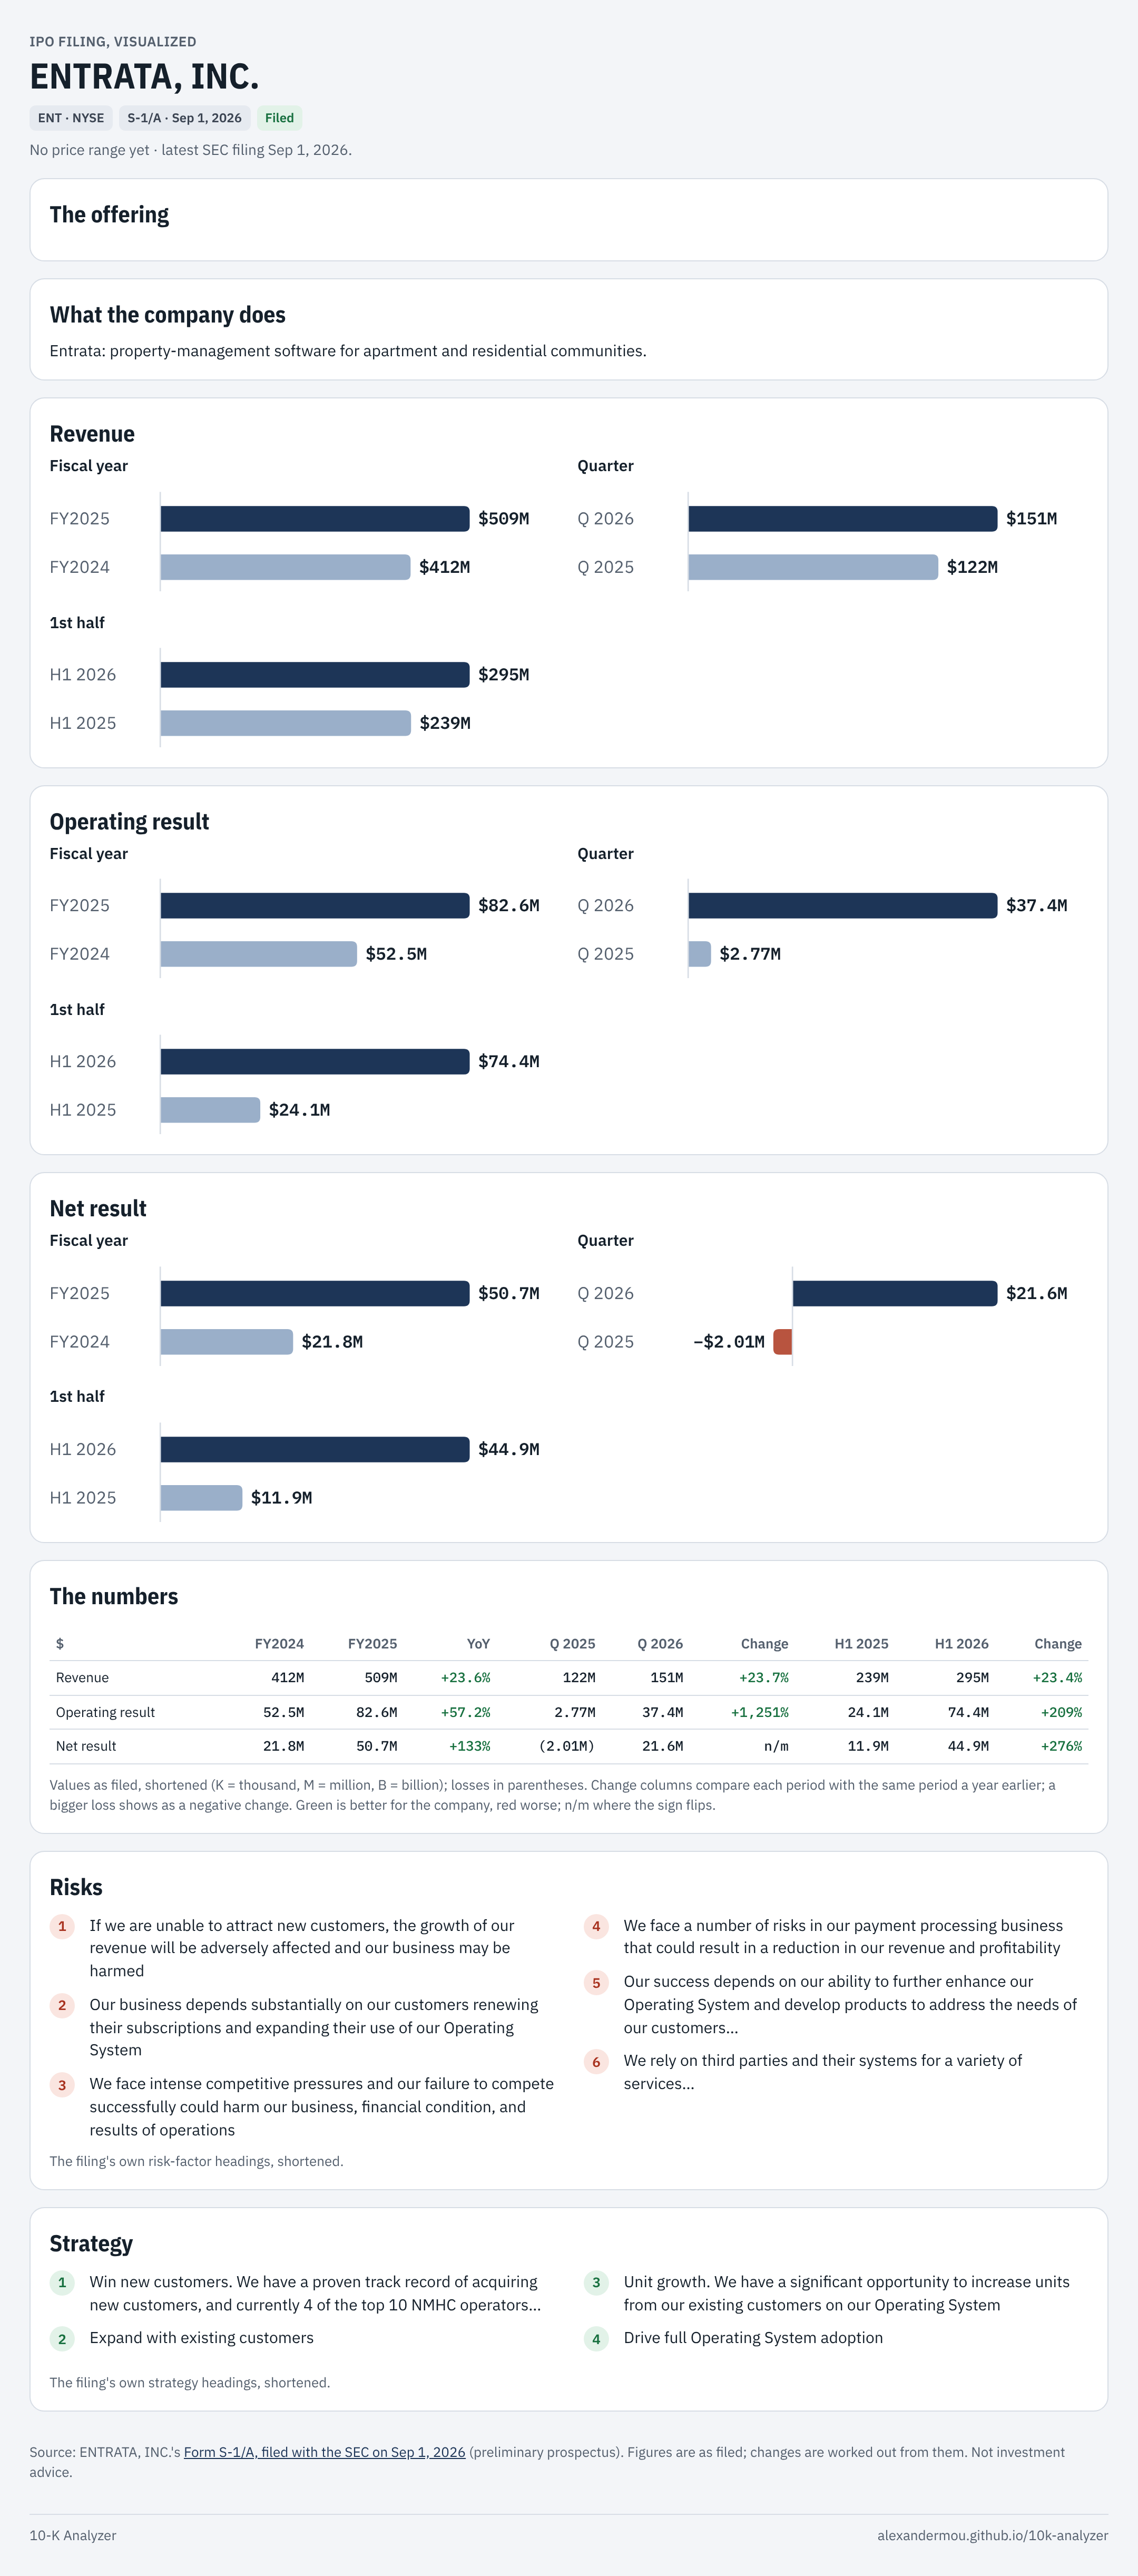 IPO FILING, VISUALIZED
ENTRATA, INC.
ENT · NYSE
S-1/A · Sep 1, 2026
Filed
No price range yet · latest SEC filing Sep 1, 2026.
The offering
What the company does
Entrata: property-management software for apartment and residential communities.
Revenue
Fiscal year
FY2025 $509M
FY2024 $412M
Quarter
Q 2026 $151M
Q 2025 $122M
1st half
H1 2026 $295M
H1 2025 $239M
Operating result
Fiscal year
FY2025 $82.6M
FY2024 $52.5M
Quarter
Q 2026 $37.4M
Q 2025 $2.77M
1st half
H1 2026 $74.4M
H1 2025 $24.1M
Net result
Fiscal year
FY2025 $50.7M
FY2024 $21.8M
Quarter
Q 2026 $21.6M
Q 2025 −$2.01M
1st half
H1 2026 $44.9M
H1 2025 $11.9M
The numbers
$ FY2024 FY2025 YoY Q 2025 Q 2026 Change H1 2025 H1 2026 Change
Revenue 412M 509M +23.6% 122M 151M +23.7% 239M 295M +23.4%
Operating result 52.5M 82.6M +57.2% 2.77M 37.4M +1,251% 24.1M 74.4M +209%
Net result 21.8M 50.7M +133% (2.01M) 21.6M n/m 11.9M 44.9M +276%
Values as filed, shortened (K = thousand, M = million, B = billion); losses in parentheses. Change columns compare each period with the same period a year earlier; a
bigger loss shows as a negative change. Green is better for the company, red worse; n/m where the sign flips.
Risks
1 If we are unable to attract new customers, the growth of our
revenue will be adversely affected and our business may be
harmed
2 Our business depends substantially on our customers renewing
their subscriptions and expanding their use of our Operating
System
3 We face intense competitive pressures and our failure to compete
successfully could harm our business, financial condition, and
results of operations
4 We face a number of risks in our payment processing business
that could result in a reduction in our revenue and profitability
5 Our success depends on our ability to further enhance our
Operating System and develop products to address the needs of
our customers…
6 We rely on third parties and their systems for a variety of
services…
The filing's own risk-factor headings, shortened.
Strategy
1 Win new customers. We have a proven track record of acquiring
new customers, and currently 4 of the top 10 NMHC operators…
2 Expand with existing customers
3 Unit growth. We have a significant opportunity to increase units
from our existing customers on our Operating System
4 Drive full Operating System adoption
The filing's own strategy headings, shortened.
Source: ENTRATA, INC.'s Form S-1/A, filed with the SEC on Sep 1, 2026 (preliminary prospectus). Figures are as filed; changes are worked out from them. Not investment
advice.
10-K Analyzer
alexandermou.github.io/10k-analyzer